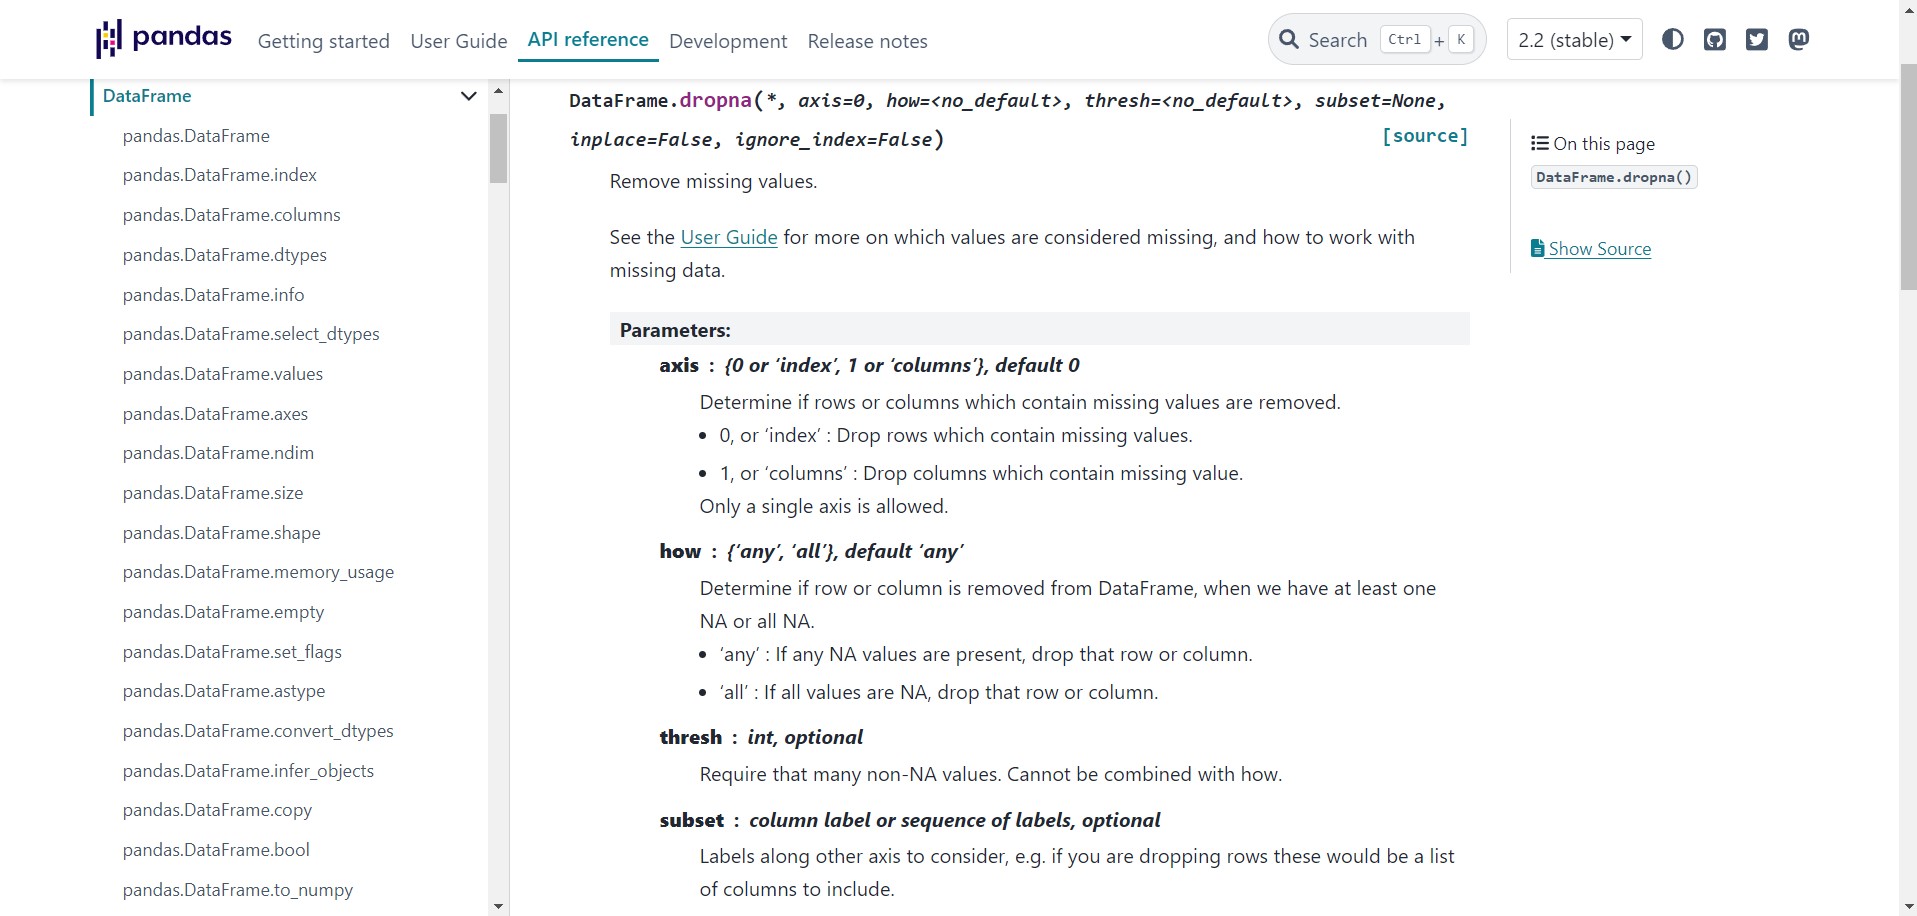 pandas
Getting started
User Guide
API reference
Development
Release notes
Search Ctrl + K
2.2 (stable)
DataFrame
pandas.DataFrame
pandas.DataFrame.index
pandas.DataFrame.columns
pandas.DataFrame.dtypes
pandas.DataFrame.info
pandas.DataFrame.select_dtypes
pandas.DataFrame.values
pandas.DataFrame.axes
pandas.DataFrame.ndim
pandas.DataFrame.size
pandas.DataFrame.shape
pandas.DataFrame.memory_usage
pandas.DataFrame.empty
pandas.DataFrame.set_flags
pandas.DataFrame.astype
pandas.DataFrame.convert_dtypes
pandas.DataFrame.infer_objects
pandas.DataFrame.copy
pandas.DataFrame.bool
pandas.DataFrame.to_numpy
DataFrame.dropna(*, axis=0, how=<no_default>, thresh=<no_default>, subset=None,
inplace=False, ignore_index=False)
[source]
Remove missing values.
See the User Guide for more on which values are considered missing, and how to work with
missing data.
Parameters:
axis : {0 or ‘index’, 1 or ‘columns’}, default 0
Determine if rows or columns which contain missing values are removed.
• 0, or ‘index’ : Drop rows which contain missing values.
• 1, or ‘columns’ : Drop columns which contain missing value.
Only a single axis is allowed.
how : {‘any’, ‘all’}, default ‘any’
Determine if row or column is removed from DataFrame, when we have at least one
NA or all NA.
• ‘any’ : If any NA values are present, drop that row or column.
• ‘all’ : If all values are NA, drop that row or column.
thresh : int, optional
Require that many non-NA values. Cannot be combined with how.
subset : column label or sequence of labels, optional
Labels along other axis to consider, e.g. if you are dropping rows these would be a list
of columns to include.
On this page
DataFrame.dropna()
Show Source